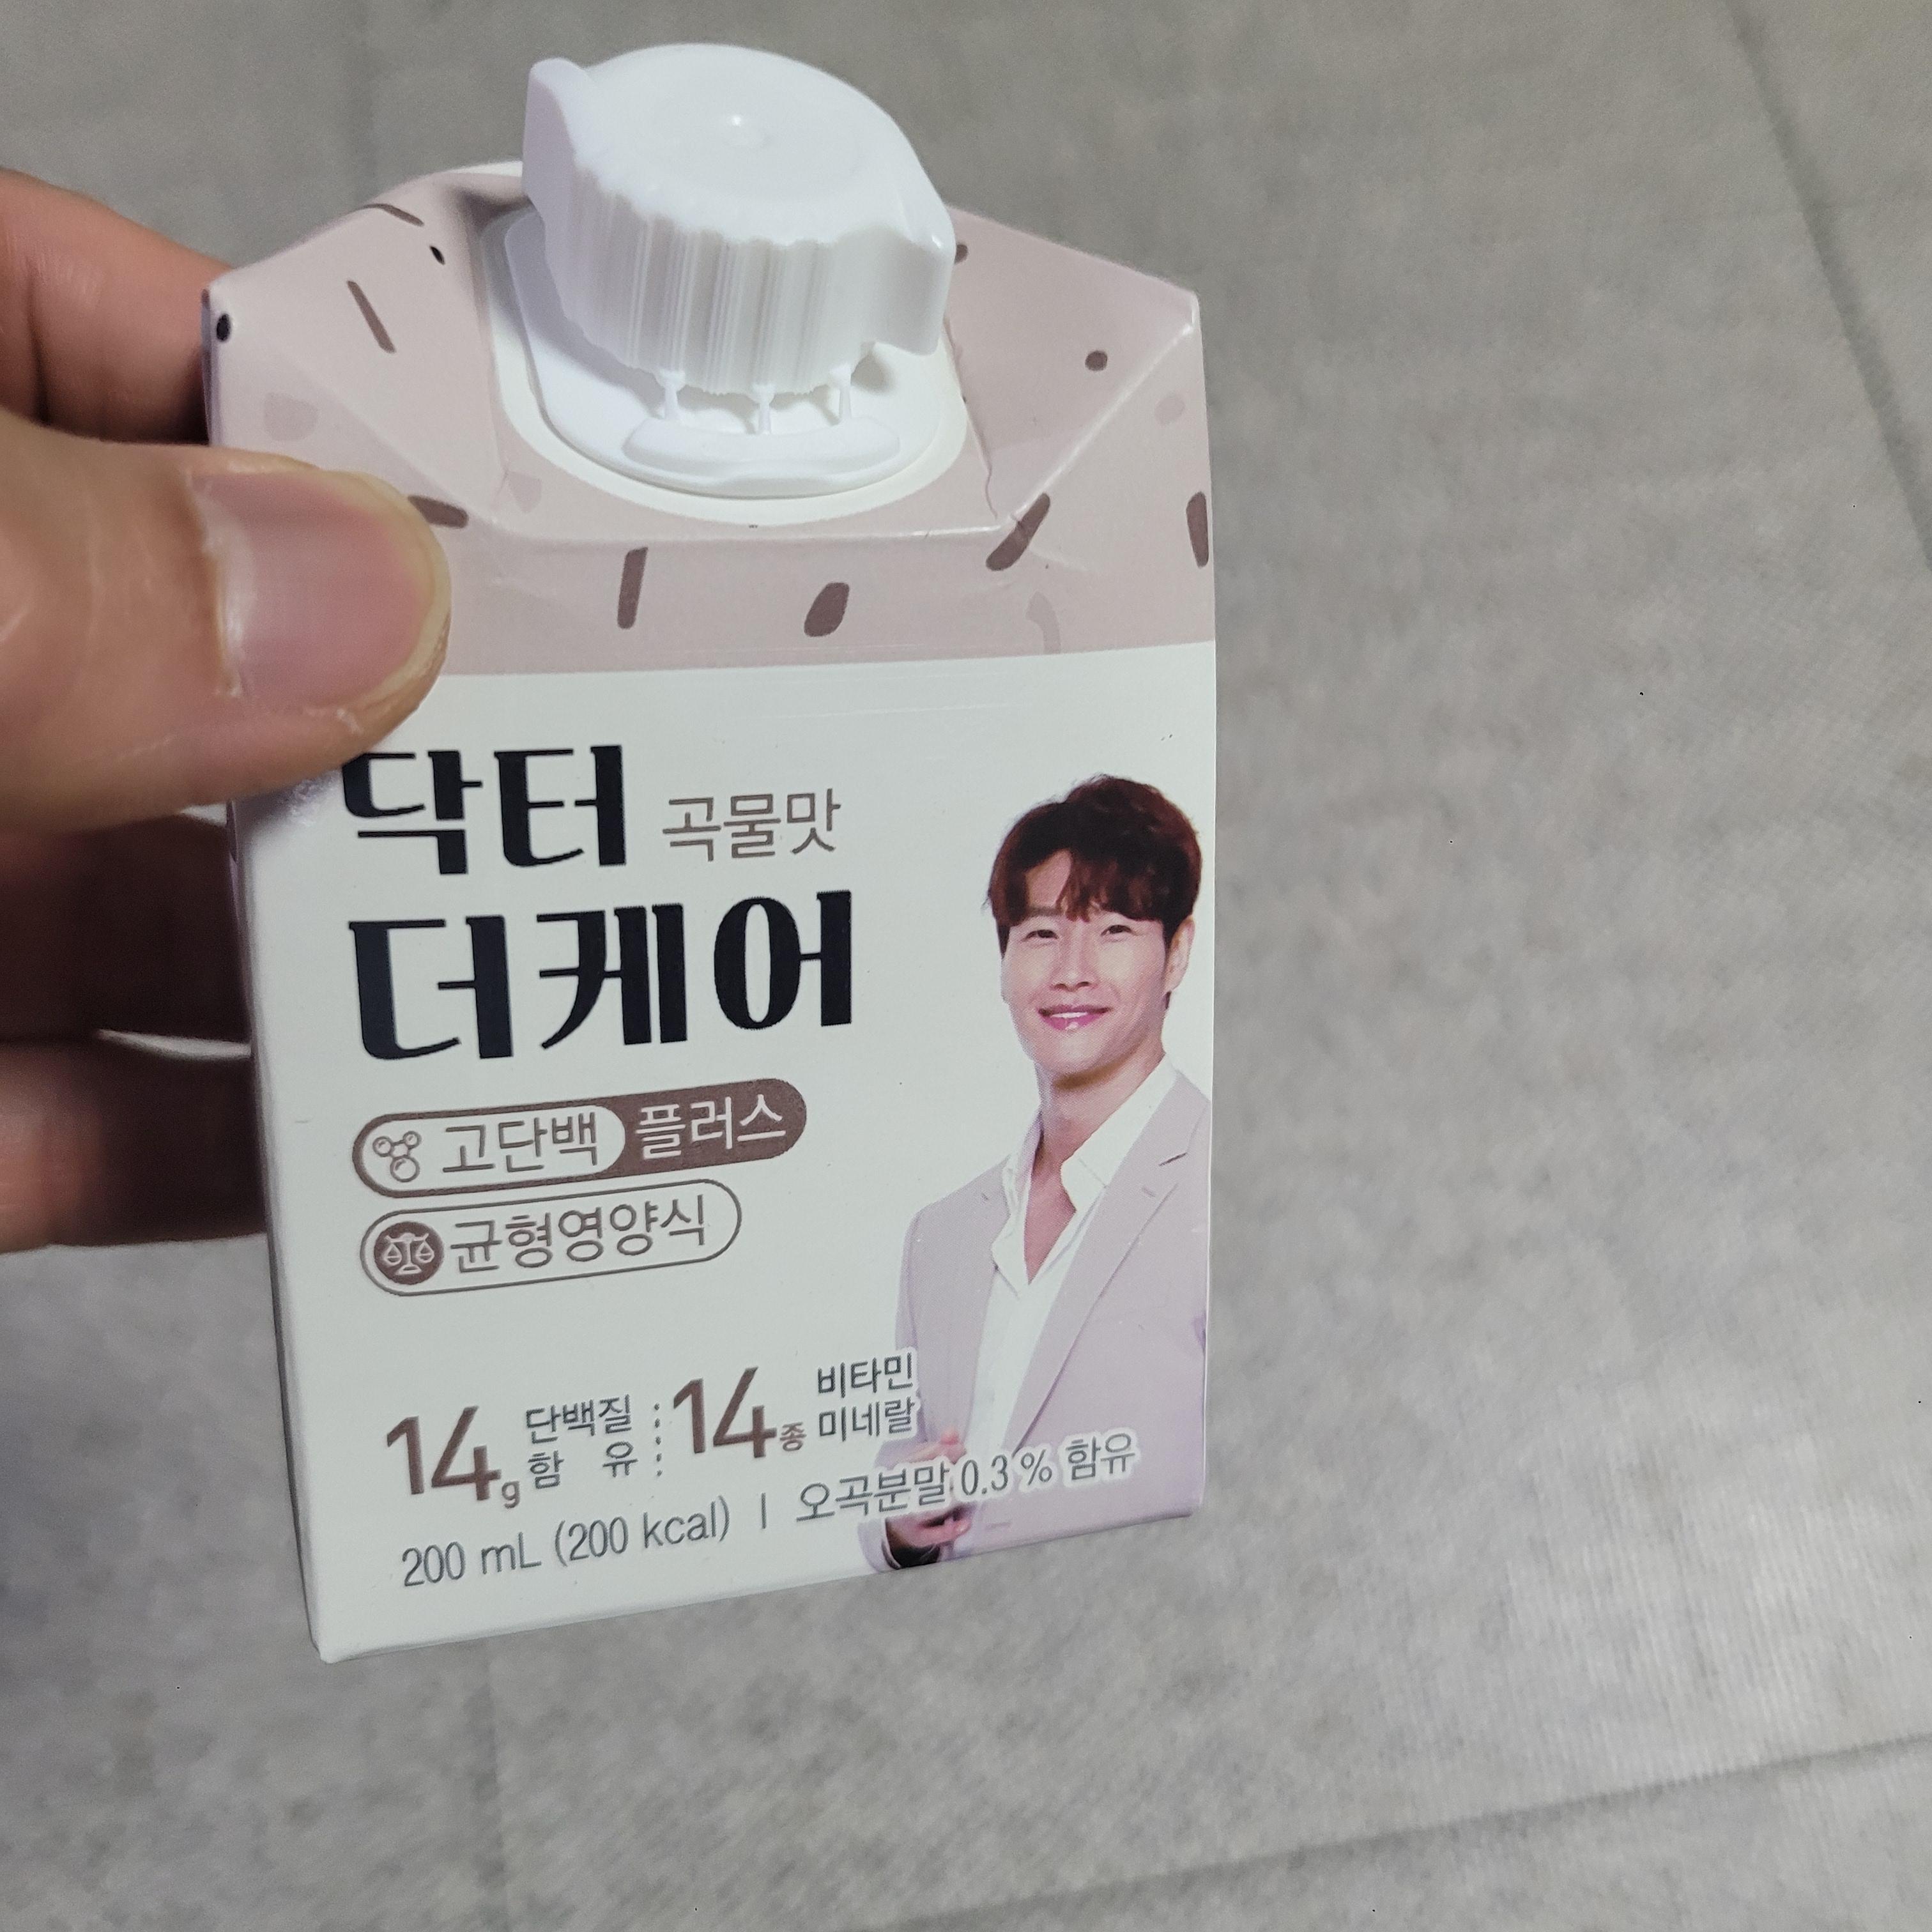 닥터 곡물맛
더케어
고단백 플러스
균형영양식
14g 단백질 함 유
14종 비타민 미네랄
200 mL (200 kcal) | 오곡분말 0.3 % 함유